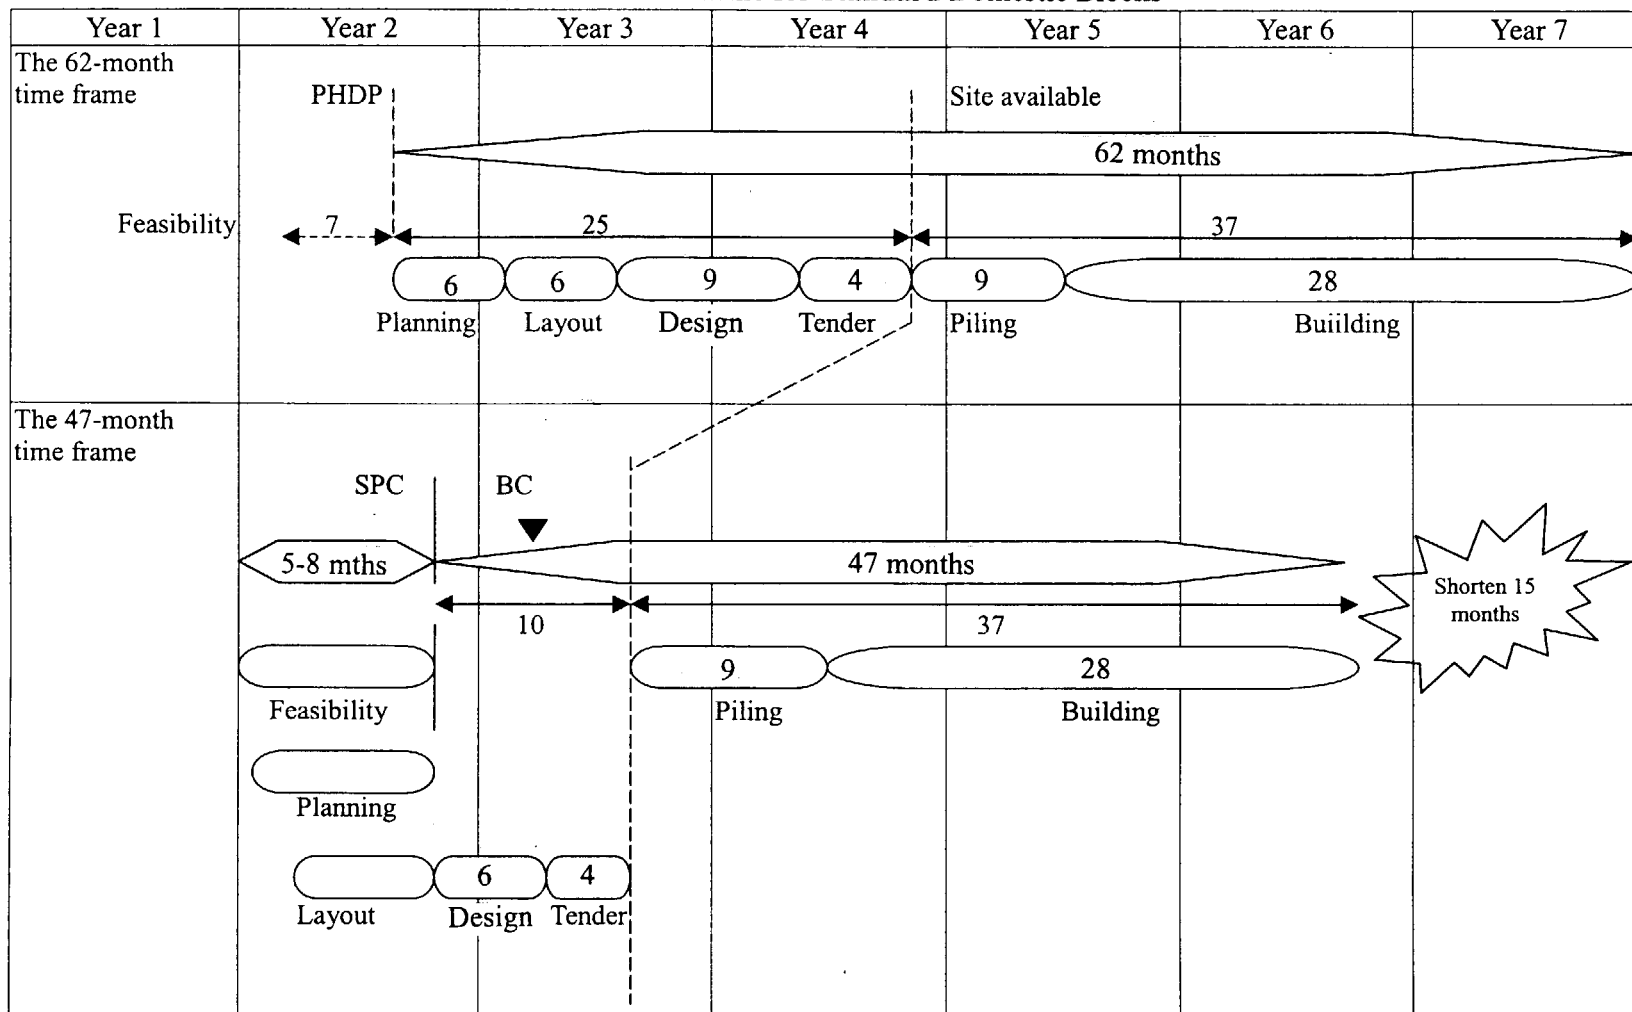 Year 1 Year 2 Year 3 Year 4 Year 5 Year 6 Year 7
The 62-month
time frame
PHDP
Site available
62 months
Feasibility
7
25
37
6 6 9 4 9 28
Planning Layout Design Tender Piling Buiilding
The 47-month
time frame
SPC BC
5-8 mths
47 months
Shorten 15
months
10
37
9 28
Feasibility
Piling
Building
Planning
6 4
Layout Design Tender